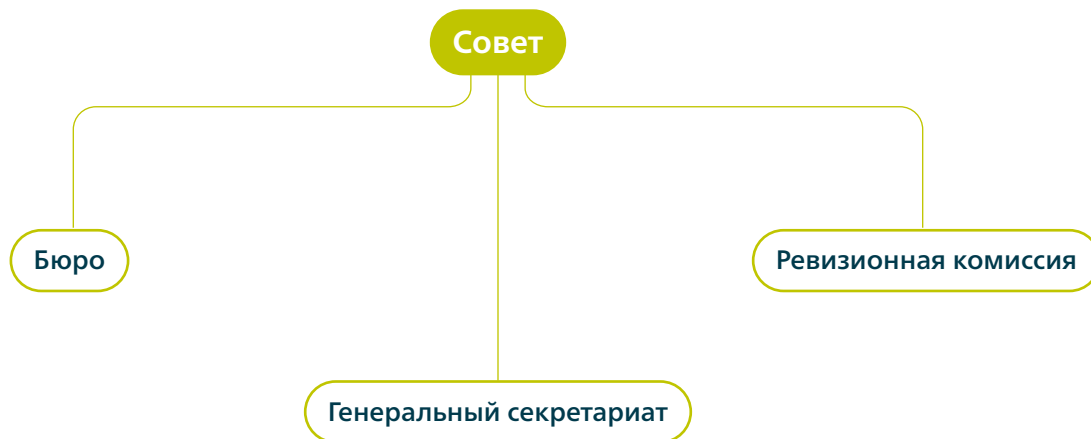 Совет
Бюро
Ревизионная комиссия
Генеральный секретариат